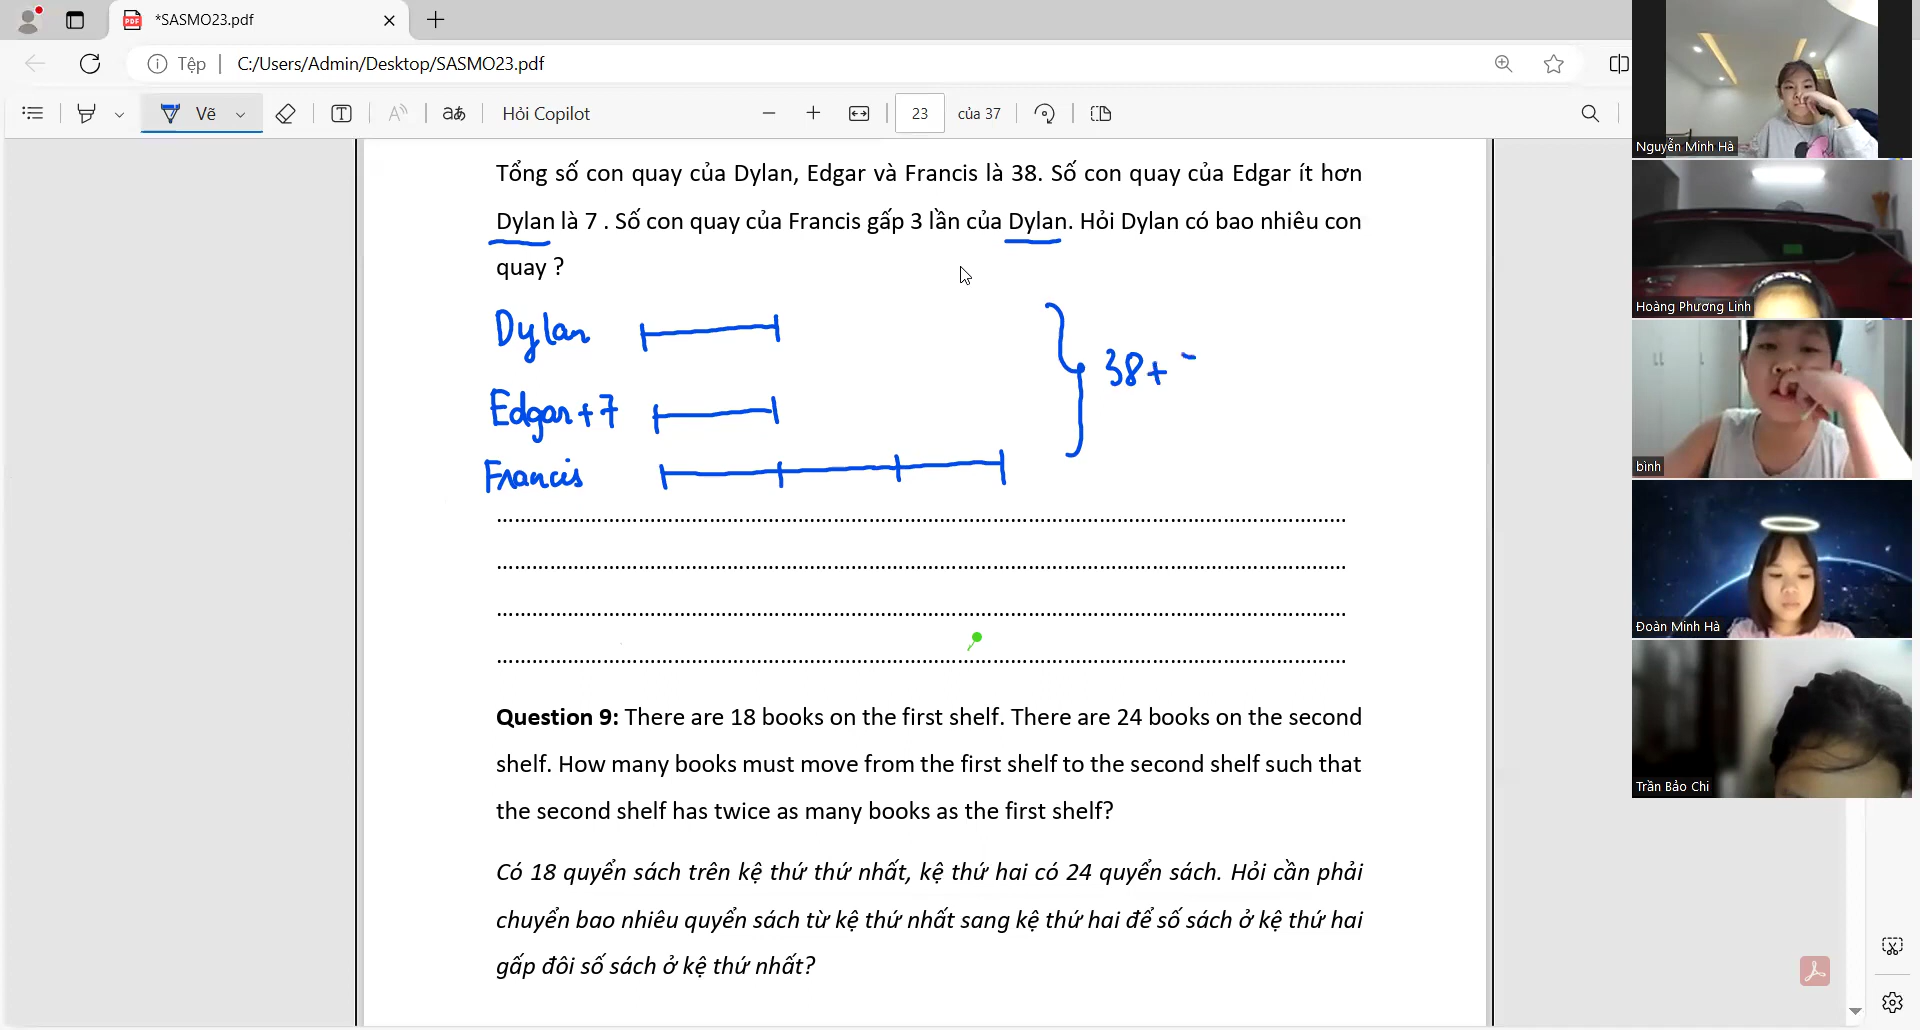 *SASMO23.pdf
Tệp C:/Users/Admin/Desktop/SASMO23.pdf
Vẽ aあ Hỏi Copilot 23 của 37
Tổng số con quay của Dylan, Edgar và Francis là 38. Số con quay của Edgar ít hơn
Dylan là 7 . Số con quay của Francis gấp 3 lần của Dylan. Hỏi Dylan có bao nhiêu con
quay ?
Dylan
38+
Edgar+7
Francis
Question 9: There are 18 books on the first shelf. There are 24 books on the second
shelf. How many books must move from the first shelf to the second shelf such that
the second shelf has twice as many books as the first shelf?
Có 18 quyển sách trên kệ thứ thứ nhất, kệ thứ hai có 24 quyển sách. Hỏi cần phải
chuyển bao nhiêu quyển sách từ kệ thứ nhất sang kệ thứ hai để số sách ở kệ thứ hai
gấp đôi số sách ở kệ thứ nhất?
Nguyễn Minh Hà
Hoàng Phương Linh
bình
Đoàn Minh Hà
Trần Bảo Chi